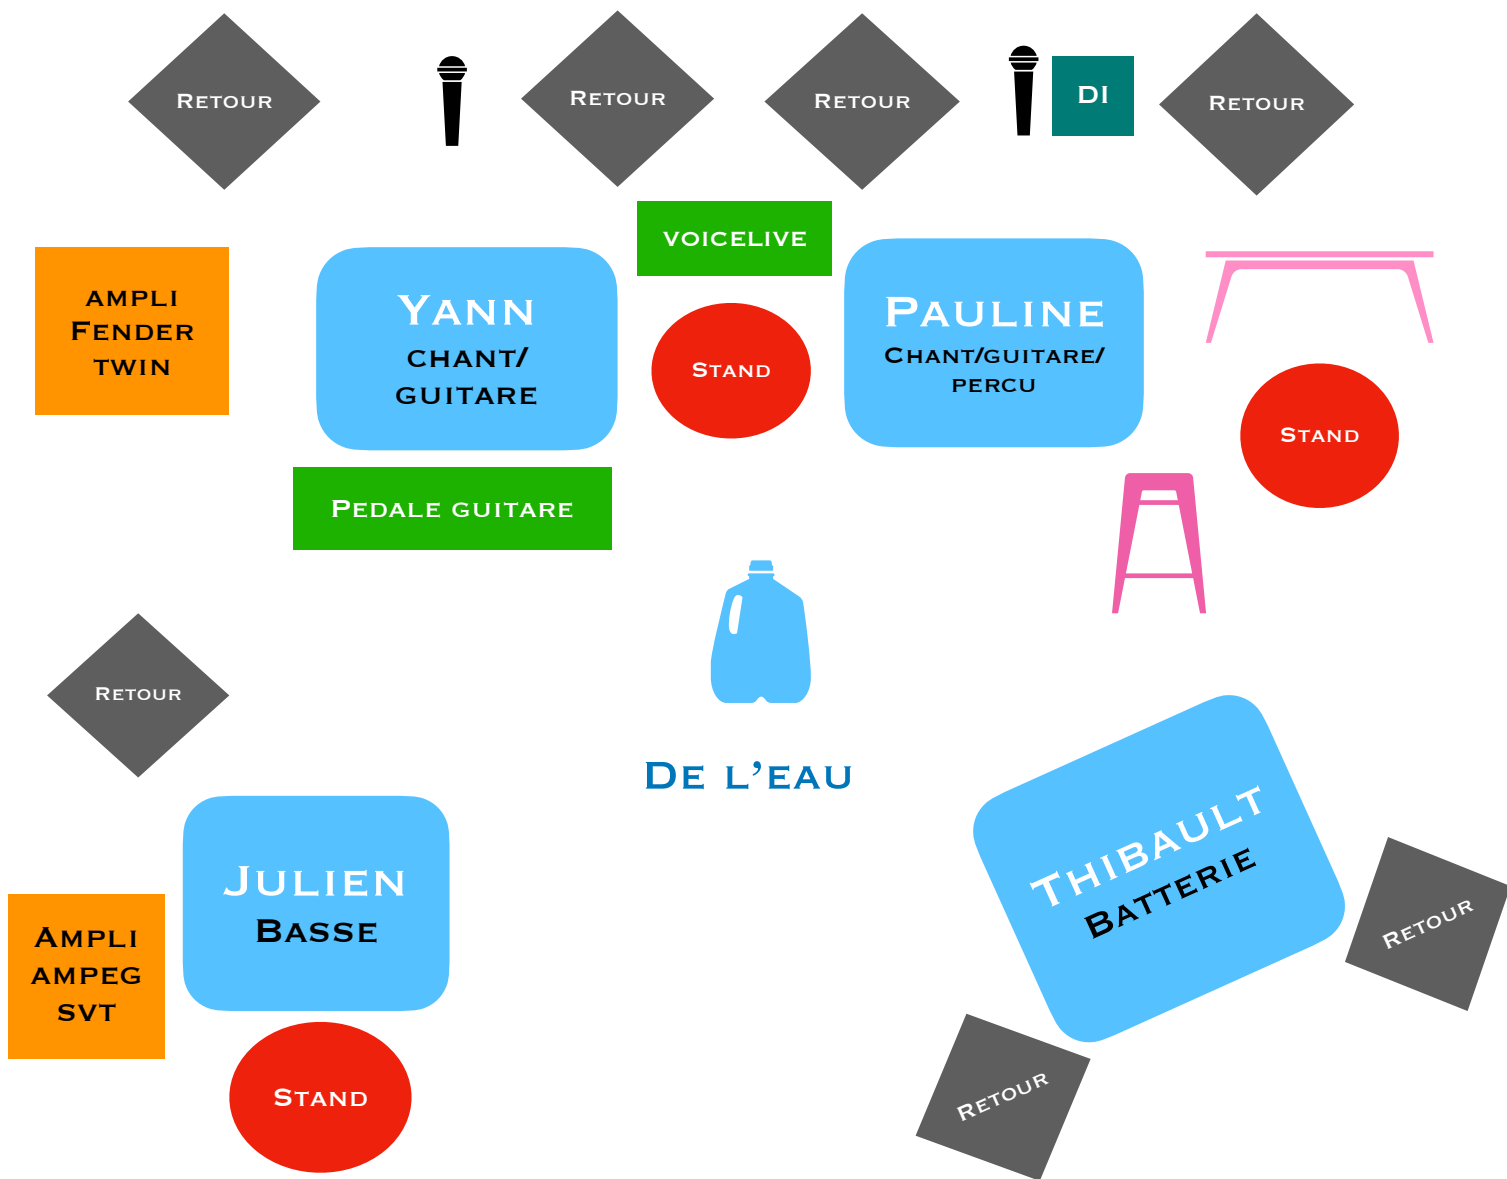 Retour
Retour
Retour
DI
Retour
voicelive
ampli
Fender
twin
Yann
chant/
guitare
Stand
Pauline
Chant/guitare/
percu
Stand
Pedale guitare
Retour
De l’eau
Julien
Basse
Thibault
Batterie
Retour
Ampli
ampeg
svt
Stand
Retour